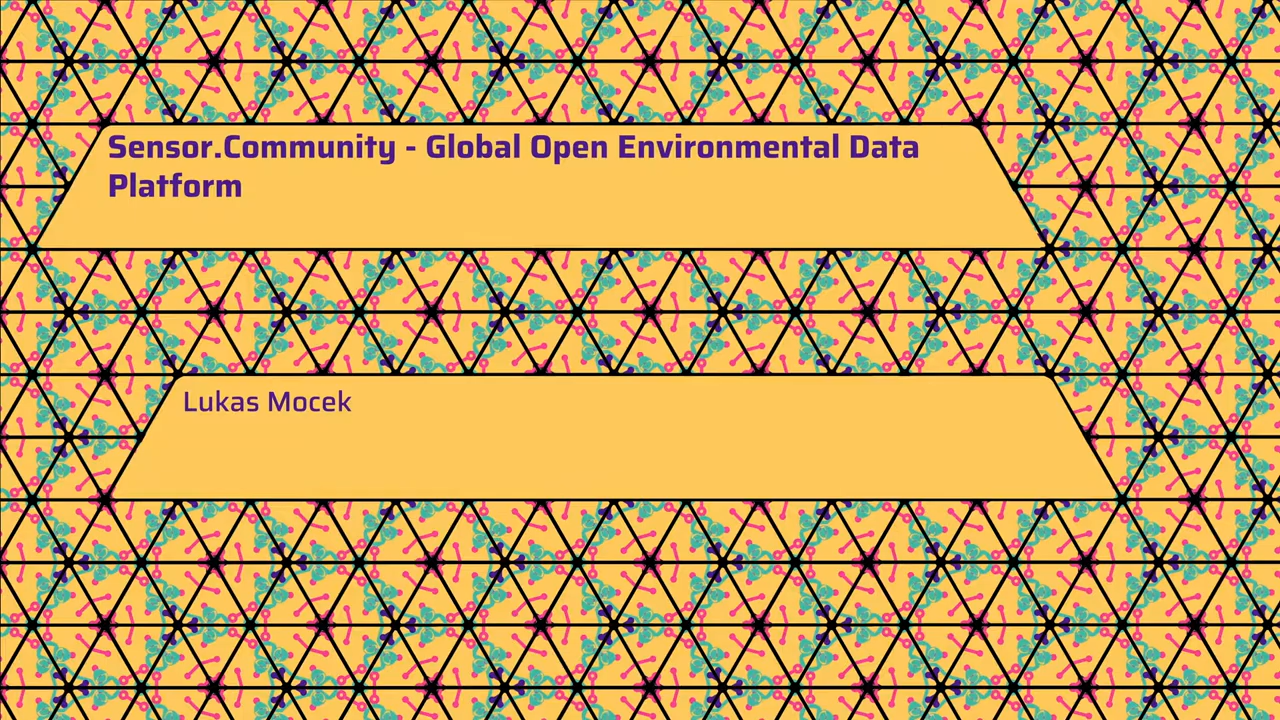 Sensor.Community - Global Open Environmental Data
Platform
Lukas Mocek